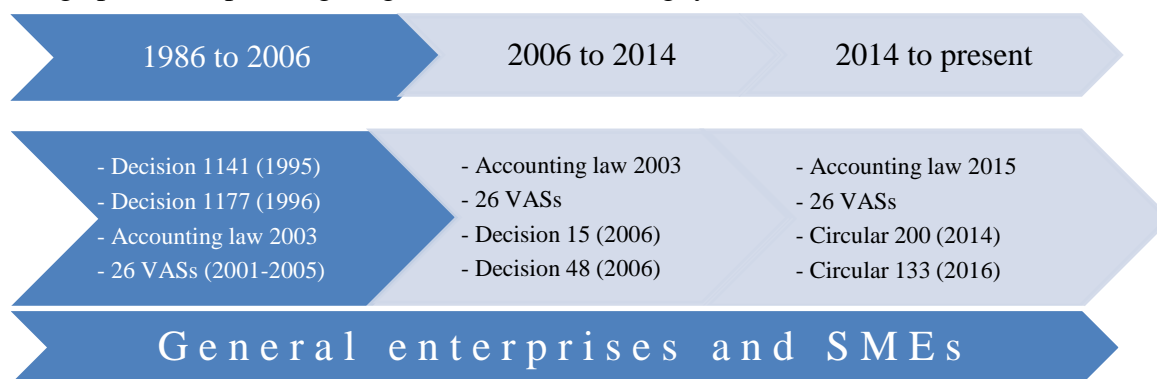 1986 to 2006
2006 to 2014
2014 to present
- Decision 1141 (1995)
- Decision 1177 (1996)
- Accounting law 2003
- 26 VASs (2001-2005)
- Accounting law 2003
- 26 VASs
- Decision 15 (2006)
- Decision 48 (2006)
- Accounting law 2015
- 26 VASs
- Circular 200 (2014)
- Circular 133 (2016)
General enterprises and SMEs